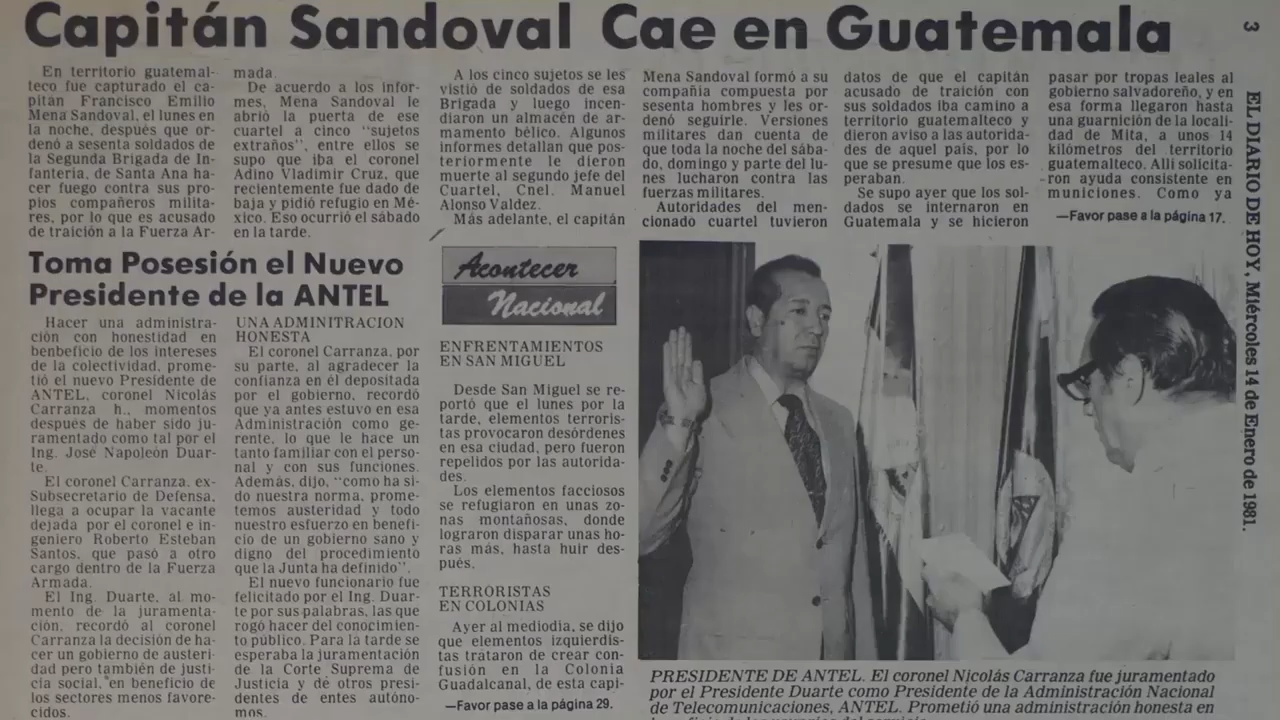 Capitán Sandoval Cae en Guatemala
En territorio guatemal-
teco fue capturado el ca-
pitán Francisco Emilio
Mena Sandoval, el lunes en
la noche, después que or-
denó a sesenta soldados de
la Segunda Brigada de In-
fantería, de Santa Ana ha-
cer fuego contra sus pro-
pios compañeros milita-
res, por lo que es acusado
de traición a la Fuerza Ar-
mada.
De acuerdo a los infor-
mes, Mena Sandoval le
abrió la puerta de ese
cuartel a cinco "sujetos
extraños", entre ellos se
supo que iba el coronel
Adino Vladimir Cruz, que
recientemente fue dado de
baja y pidió refugio en Mé-
xico. Eso ocurrió el sábado
en la tarde.
A los cinco sujetos se les
vistió de soldados de esa
Brigada y luego incen-
diaron un almacén de ar-
mamento bélico. Algunos
informes detallan que pos-
teriormente le dieron
muerte al segundo jefe del
Cuartel, Cnel. Manuel
Alonso Valdez.
Más adelante, el capitán
Mena Sandoval formó a su
compañía compuesta por
sesenta hombres y les or-
denó seguirle. Versiones
militares dan cuenta de
que toda la noche del sába-
do, domingo y parte del lu-
nes lucharon contra las
fuerzas militares.
Autoridades del men-
cionado cuartel tuvieron
datos de que el capitán
acusado de traición con
sus soldados iba camino a
territorio guatemalteco y
dieron aviso a las autorida-
des de aquel país, por lo
que se presume que los es-
peraban.
Se supo ayer que los sol-
dados se internaron en
Guatemala y se hicieron
pasar por tropas leales al
gobierno salvadoreño, y en
esa forma llegaron hasta
una guarnición de la locali-
dad de Mita, a unos 14
kilómetros del territorio
guatemalteco. Allí solicita-
ron ayuda consistente en
municiones. Como ya
—Favor pase a la página 17.
3
EL DIARIO DE HOY, Miércoles 14 de Enero de 1981.
Toma Posesión el Nuevo
Presidente de la ANTEL
Hacer una administra-
ción con honestidad en
benbeficio de los intereses
de la colectividad, prome-
tió el nuevo Presidente de
ANTEL, coronel Nicolás
Carranza h., momentos
después de haber sido ju-
ramentado como tal por el
Ing. José Napoleón Duar-
te.
El coronel Carranza, ex-
Subsecretario de Defensa,
llega a ocupar la vacante
dejada por el coronel e in-
geniero Roberto Esteban
Santos, que pasó a otro
cargo dentro de la Fuerza
Armada.
El Ing. Duarte, al mo-
mento de la juramenta-
ción, recordó al coronel
Carranza la decisión de ha-
cer un gobierno de austeri-
dad pero también de justi-
cia social, en beneficio de
los sectores menos favore-
cidos.
UNA ADMINITRACION
HONESTA
El coronel Carranza, por
su parte, al agradecer la
confianza en él depositada
por el gobierno, recordó
que ya antes estuvo en esa
Administración como ge-
rente, lo que le hace un
tanto familiar con el perso-
nal y con sus funciones.
Además, dijo, "como ha si-
do nuestra norma, prome-
temos austeridad y todo
nuestro esfuerzo en benefi-
cio de un gobierno sano y
digno del procedimiento
que la Junta ha definido".
El nuevo funcionario fue
felicitado por el Ing. Duar-
te por sus palabras, las que
rogó hacer del conocimien-
to público. Para la tarde se
esperaba la juramentación
de la Corte Suprema de
Justicia y de otros presi-
dentes de entes autóno-
mos.
Acontecer
Nacional
ENFRENTAMIENTOS
EN SAN MIGUEL
Desde San Miguel se re-
portó que el lunes por la
tarde, elementos terroris-
tas provocaron desórdenes
en esa ciudad, pero fueron
repelidos por las autorida-
des.
Los elementos facciosos
se refugiaron en unas zo-
nas montañosas, donde
lograron disparar unas ho-
ras más, hasta huir des-
pués.
TERRORISTAS
EN COLONIAS
Ayer al mediodía, se dijo
que elementos izquierdis-
tas trataron de crear con-
fusión en la Colonia
Guadalcanal, de esta capi-
—Favor pase a la página 29.
PRESIDENTE DE ANTEL. El coronel Nicolás Carranza fue juramentado
por el Presidente Duarte como Presidente de la Administración Nacional
de Telecomunicaciones, ANTEL. Prometió una administración honesta en